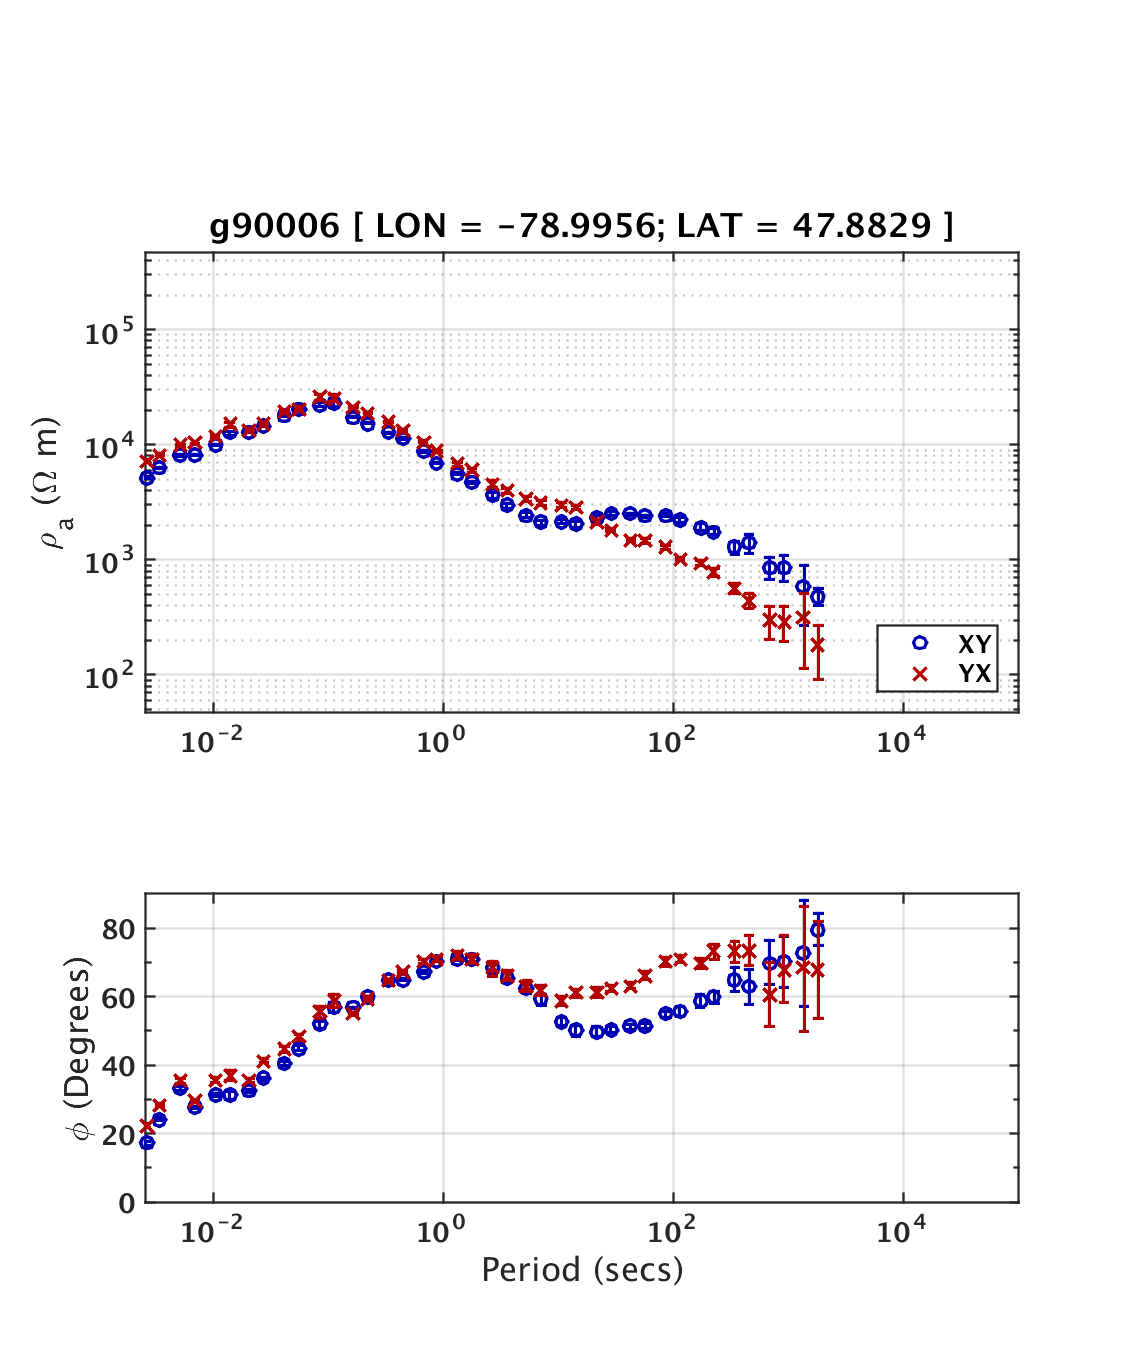 g90006 [ LON = -78.9956; LAT = 47.8829 ]
ρa (Ω m)
10^5
10^4
10^3
10^2
10^-2 10^0 10^2 10^4
XY
YX
φ (Degrees)
80
60
40
20
0
10^-2 10^0 10^2 10^4
Period (secs)